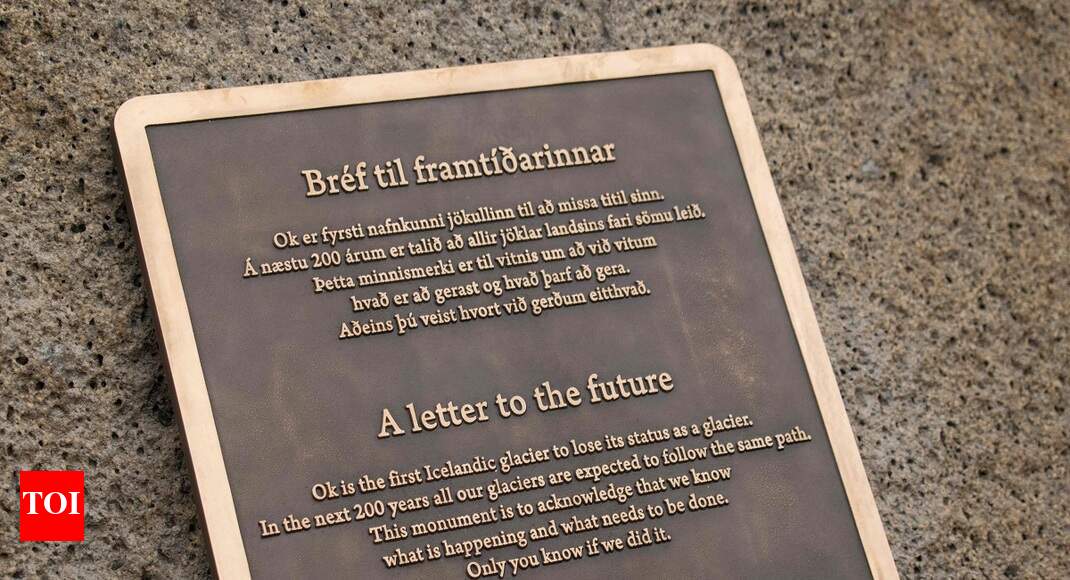 Bréf til framtíðarinnar
Ok er fyrsti nafnkunni jökullinn til að missa titil sinn.
Á næstu 200 árum er talið að allir jöklar landsins fari sömu leið.
Þetta minnismerki er til vitnis um að við vitum
hvað er að gerast og hvað þarf að gera.
Aðeins þú veist hvort við gerðum eitthvað.
A letter to the future
Ok is the first Icelandic glacier to lose its status as a glacier.
In the next 200 years all our glaciers are expected to follow the same path.
This monument is to acknowledge that we know
what is happening and what needs to be done.
Only you know if we did it.
TOI